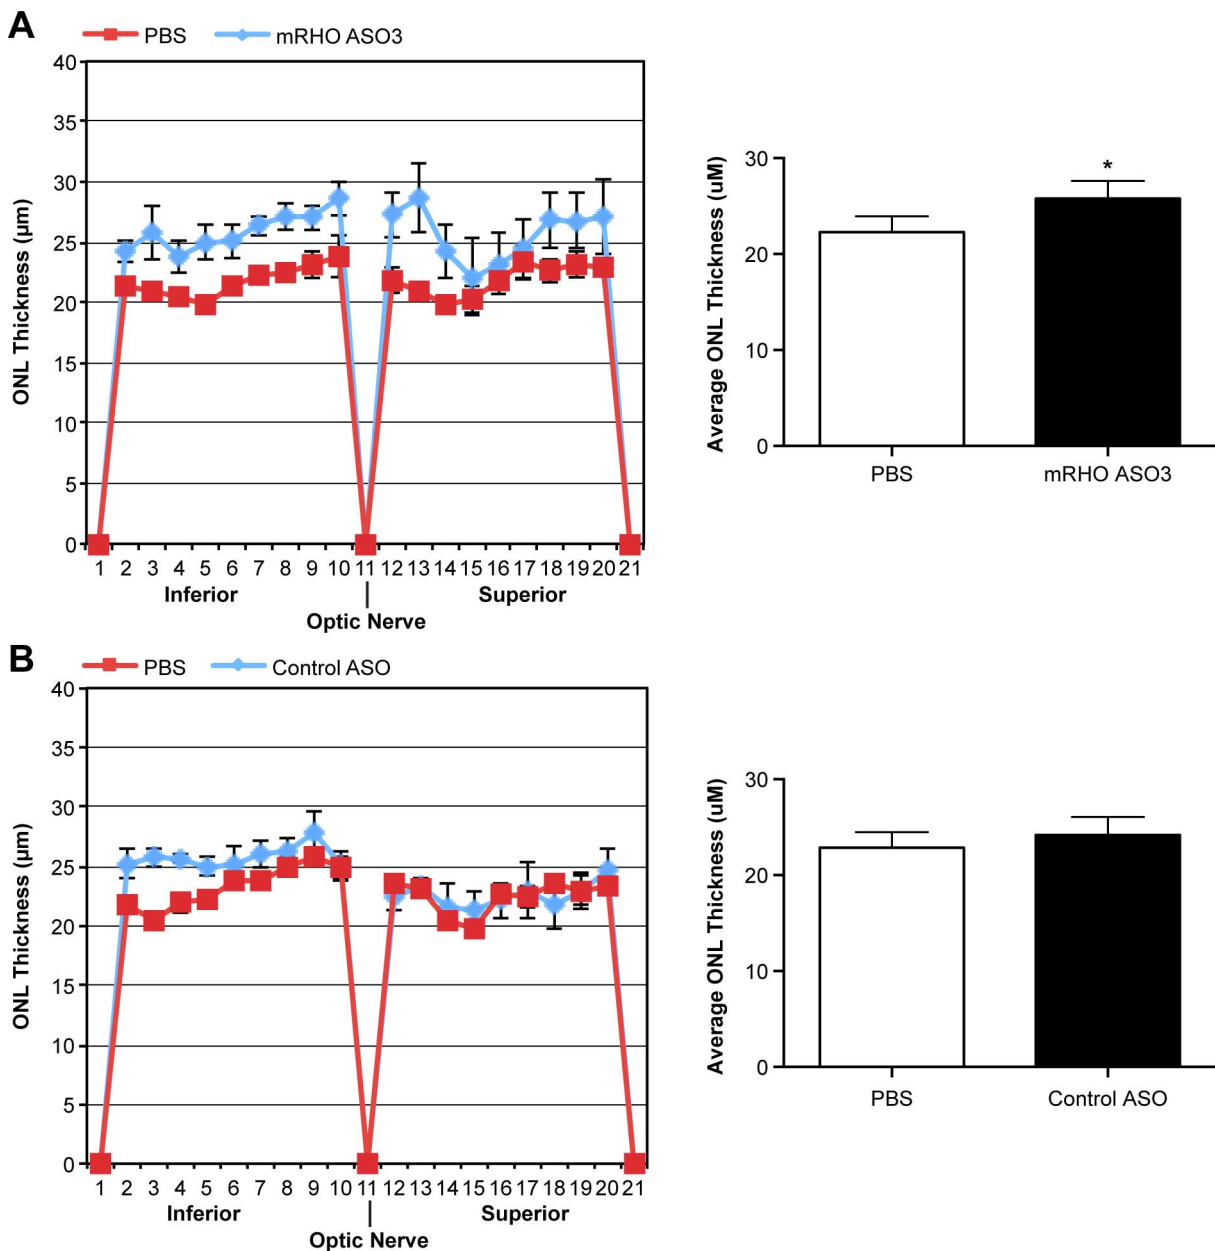 A
PBS mRHO ASO3
40
35
30
25
20
15
10
5
0
ONL Thickness (µm)
1 2 3 4 5 6 7 8 9 10 11 12 13 14 15 16 17 18 19 20 21
Inferior Superior
Optic Nerve
30
20
10
0
Average ONL Thickness (uM)
*
PBS mRHO ASO3
B
PBS Control ASO
40
35
30
25
20
15
10
5
0
ONL Thickness (µm)
1 2 3 4 5 6 7 8 9 10 11 12 13 14 15 16 17 18 19 20 21
Inferior Superior
Optic Nerve
30
20
10
0
Average ONL Thickness (uM)
PBS Control ASO